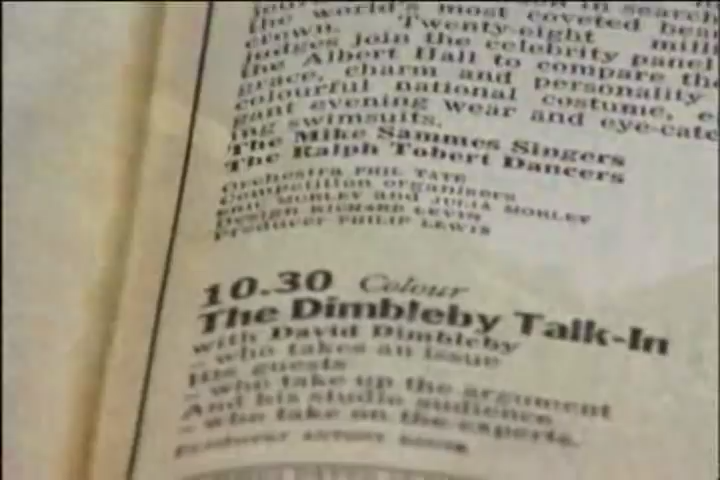 in search
the world's most coveted
crown. Twenty-eight
judges join the celebrity panel
the Albert Hall to compare the
grace, charm and personality
colourful national costume,
gant evening wear and eye-catc
ing swimsuits.
The Mike Sammes Singers
The Ralph Tobert Dancers
Orchestra PHIL TATE
Competition organisers
ERIC MORLEY and JULIA MORLEY
Design RICHARD LEVIN
Producer PHILIP LEWIS
10.30 Colour
The Dimbleby Talk-In
with David Dimbleby
– who takes an issue
His guests
– who take up the argument
And his studio audience
– who take on the experts.